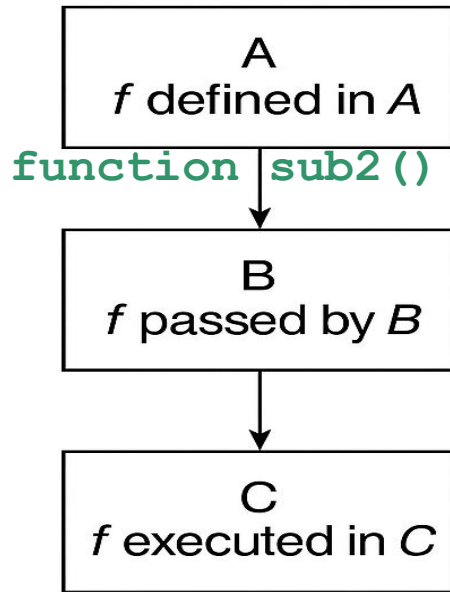 A
f defined in A
function sub2()
B
f passed by B
C
f executed in C